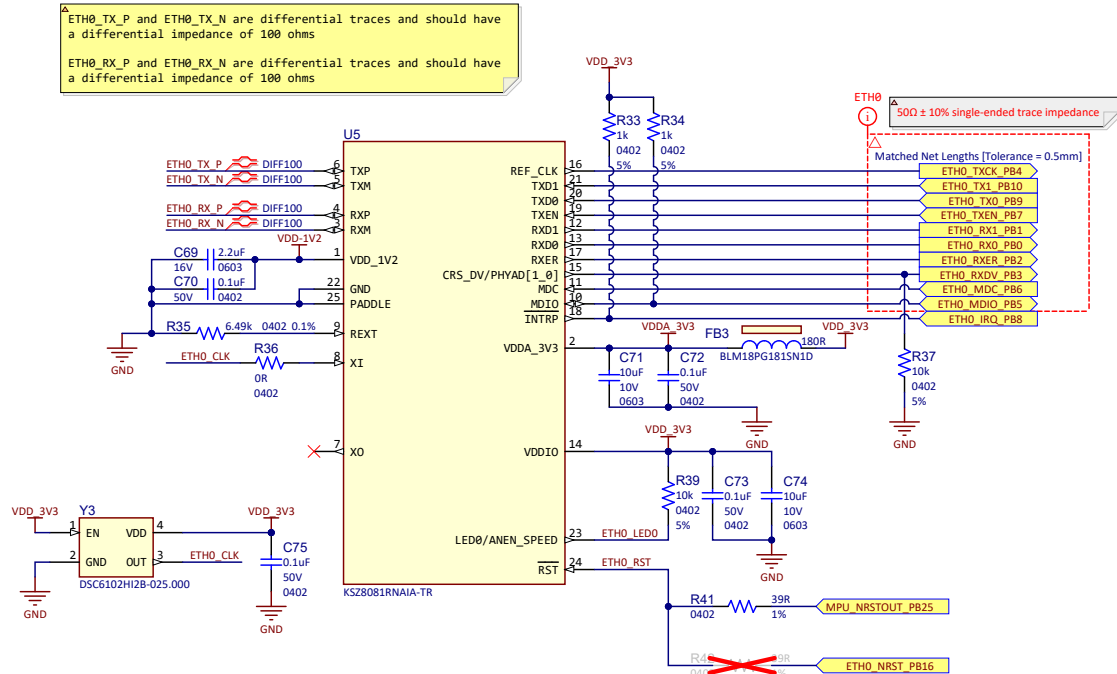 ETH0_TX_P and ETH0_TX_N are differential traces and should have
a differential impedance of 100 ohms
ETH0_RX_P and ETH0_RX_N are differential traces and should have
a differential impedance of 100 ohms
VDD_3V3
ETH0
i
50Ω ± 10% single-ended trace impedance
R33
1k
0402
5%
R34
1k
0402
5%
Matched Net Lengths [Tolerance = 0.5mm]
U5
ETH0_TX_P DIFF100 6 TXP
ETH0_TX_N DIFF100 5 TXM
ETH0_RX_P DIFF100 4 RXP
ETH0_RX_N DIFF100 3 RXM
VDD-1V2
C69 2.2uF
16V 0603
C70 0.1uF
50V 0402
1 VDD_1V2
22 GND
25 PADDLE
R35 6.49k 0402 0.1% 9 REXT
GND
ETH0_CLK
R36
0R
0402
8 XI
7 XO
REF_CLK 16 ETH0_TXCK_PB4
TXD1 21 ETH0_TX1_PB10
TXD0 20 ETH0_TX0_PB9
TXEN 19 ETH0_TXEN_PB7
RXD1 12 ETH0_RX1_PB1
RXD0 13 ETH0_RX0_PB0
RXER 17 ETH0_RXER_PB2
CRS_DV/PHYAD[1_0] 15 ETH0_RXDV_PB3
MDC 11 ETH0_MDC_PB6
MDIO 10 ETH0_MDIO_PB5
INTRP 18 ETH0_IRQ_PB8
VDDA_3V3
FB3
180R
BLM18PG181SN1D
VDD_3V3
VDDA_3V3 2
C71
10uF
10V
0603
C72
0.1uF
50V
0402
GND
R37
10k
0402
5%
GND
VDD_3V3
VDDIO 14
R39
10k
0402
5%
C73
0.1uF
50V
0402
C74
10uF
10V
0603
GND
LED0/ANEN_SPEED 23 ETH0_LED0
RST 24 ETH0_RST
KSZ8081RNAIA-TR
R41 39R
0402 1%
MPU_NRSTOUT_PB25
ETH0_NRST_PB16
VDD_3V3
Y3
1 EN VDD 4
2 GND OUT 3
ETH0_CLK
DSC6102HI2B-025.000
GND
VDD_3V3
C75
0.1uF
50V
0402
GND